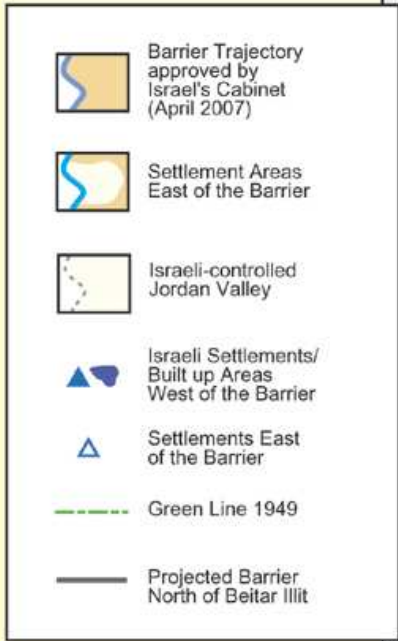 Barrier Trajectory
approved by
Israel's Cabinet
(April 2007)
Settlement Areas
East of the Barrier
Israeli-controlled
Jordan Valley
Israeli Settlements/
Built up Areas
West of the Barrier
Settlements East
of the Barrier
Green Line 1949
Projected Barrier
North of Beitar Illit